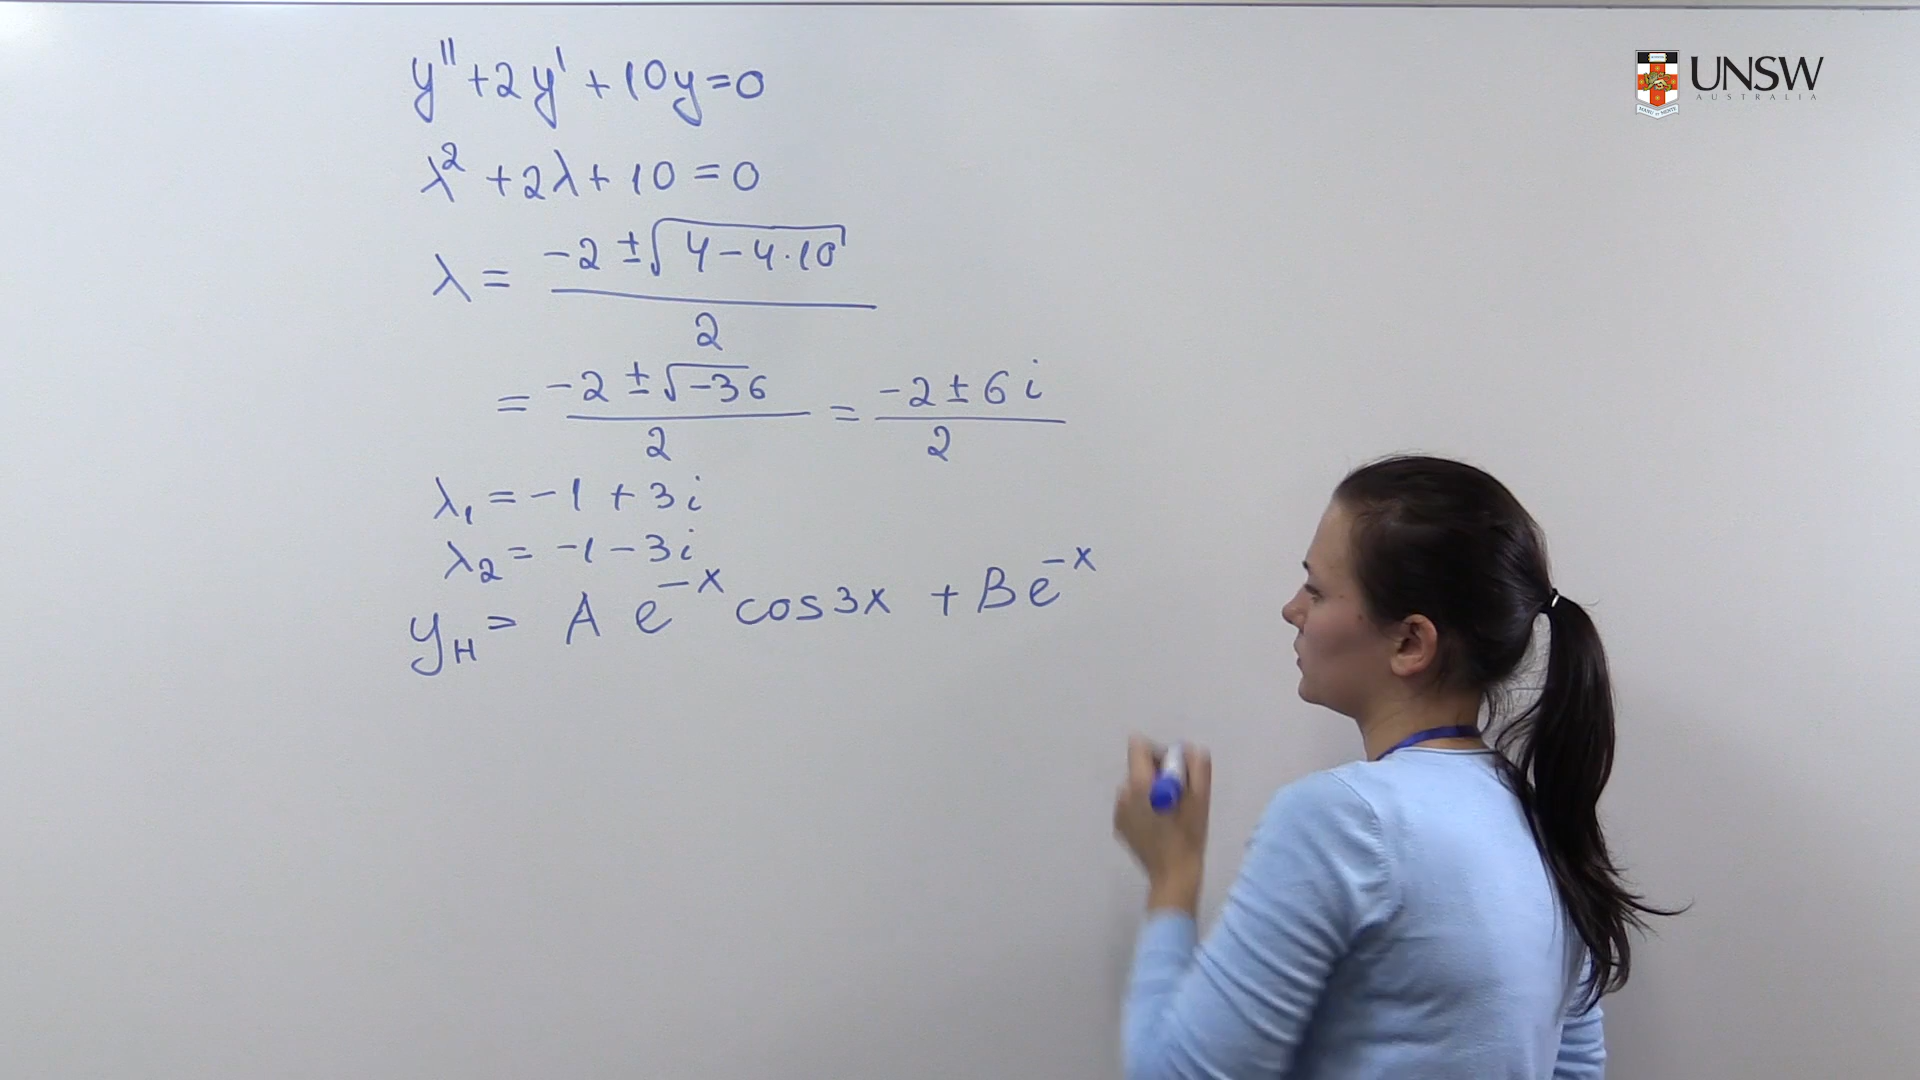 y'' + 2y' + 10y = 0
λ² + 2λ + 10 = 0
λ = (-2 ± √(4 - 4·10)) / 2
= (-2 ± √-36) / 2 = (-2 ± 6i) / 2
λ₁ = -1 + 3i
λ₂ = -1 - 3i
y_H = A e^{-x} cos3x + B e^{-x}
UNSW
AUSTRALIA